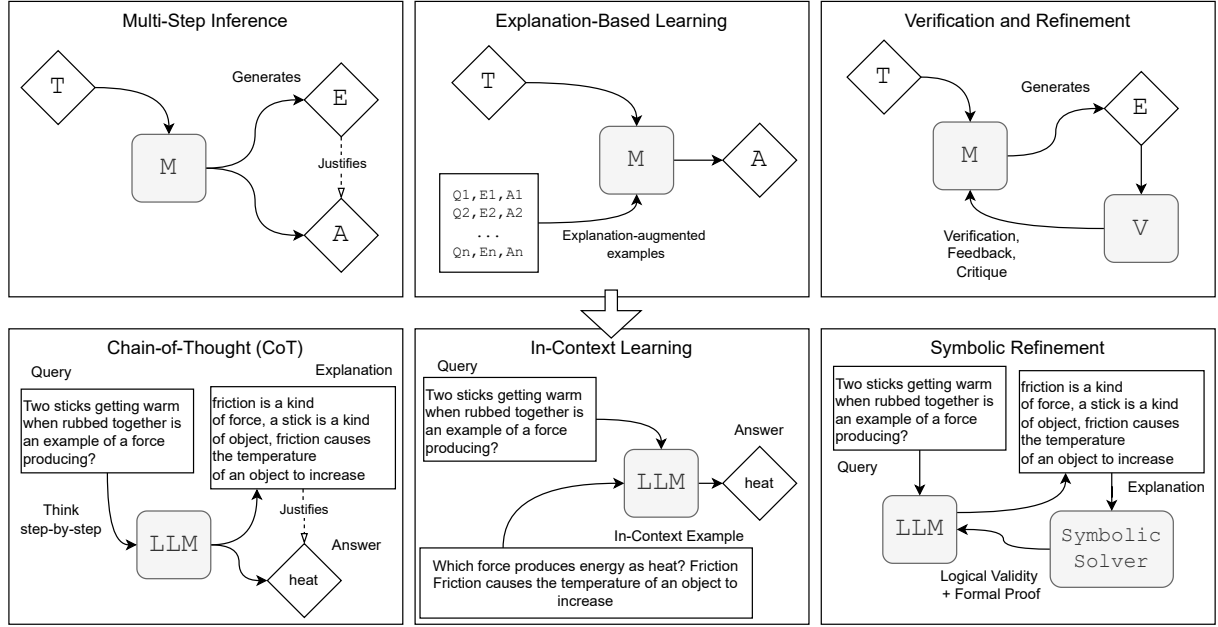 Multi-Step Inference
T
Generates
E
M
Justifies
A
Explanation-Based Learning
T
M
A
Q1,E1,A1
Q2,E2,A2
...
Qn,En,An
Explanation-augmented
examples
Verification and Refinement
T
Generates
E
M
V
Verification,
Feedback,
Critique
Chain-of-Thought (CoT)
Query
Explanation
Two sticks getting warm
when rubbed together is
an example of a force
producing?
friction is a kind
of force, a stick is a kind
of object, friction causes
the temperature
of an object to increase
Think
step-by-step
LLM
Justifies
Answer
heat
In-Context Learning
Query
Two sticks getting warm
when rubbed together is
an example of a force
producing?
Answer
LLM
heat
In-Context Example
Which force produces energy as heat? Friction
Friction causes the temperature of an object to
increase
Symbolic Refinement
Two sticks getting warm
when rubbed together is
an example of a force
producing?
friction is a kind
of force, a stick is a kind
of object, friction causes
the temperature
of an object to increase
Query
Explanation
LLM
Symbolic
Solver
Logical Validity
+ Formal Proof